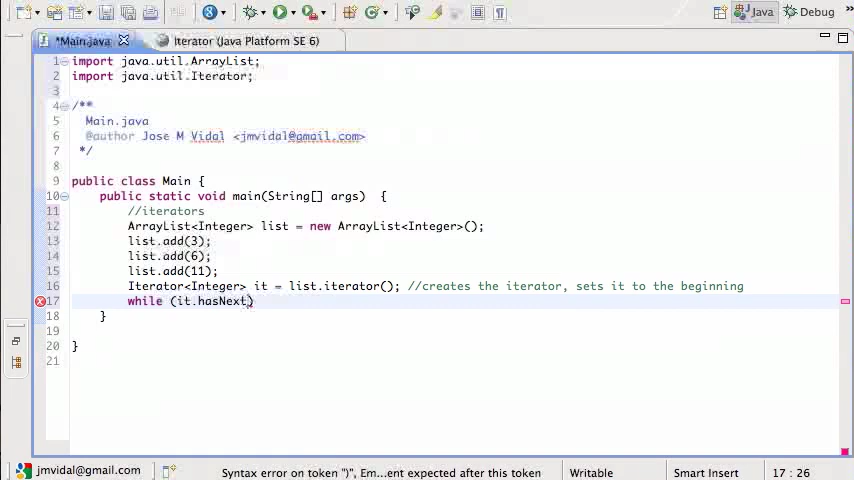 Java
Debug
*Main.java
Iterator (Java Platform SE 6)
1 import java.util.ArrayList;
2 import java.util.Iterator;
3
4 /**
5 Main.java
6 @author Jose M Vidal <jmvidal@gmail.com>
7 */
8
9 public class Main {
10 public static void main(String[] args) {
11 //iterators
12 ArrayList<Integer> list = new ArrayList<Integer>();
13 list.add(3);
14 list.add(6);
15 list.add(11);
16 Iterator<Integer> it = list.iterator(); //creates the iterator, sets it to the beginning
17 while (it.hasNext)
18 }
19
20 }
21
jmvidal@gmail.com
Syntax error on token ")", Em...ent expected after this token
Writable
Smart Insert
17 : 26